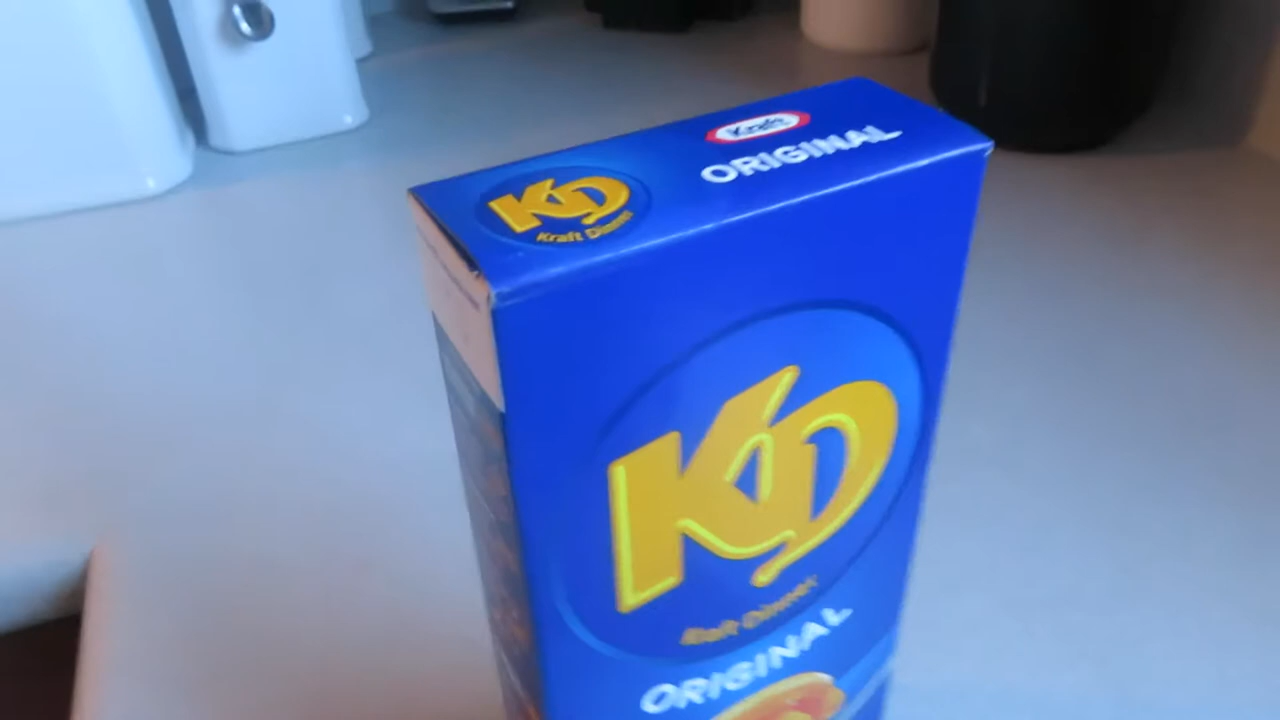 Kraft
ORIGINAL
KD
Kraft Dinner
KD
Kraft Dinner
ORIGINAL